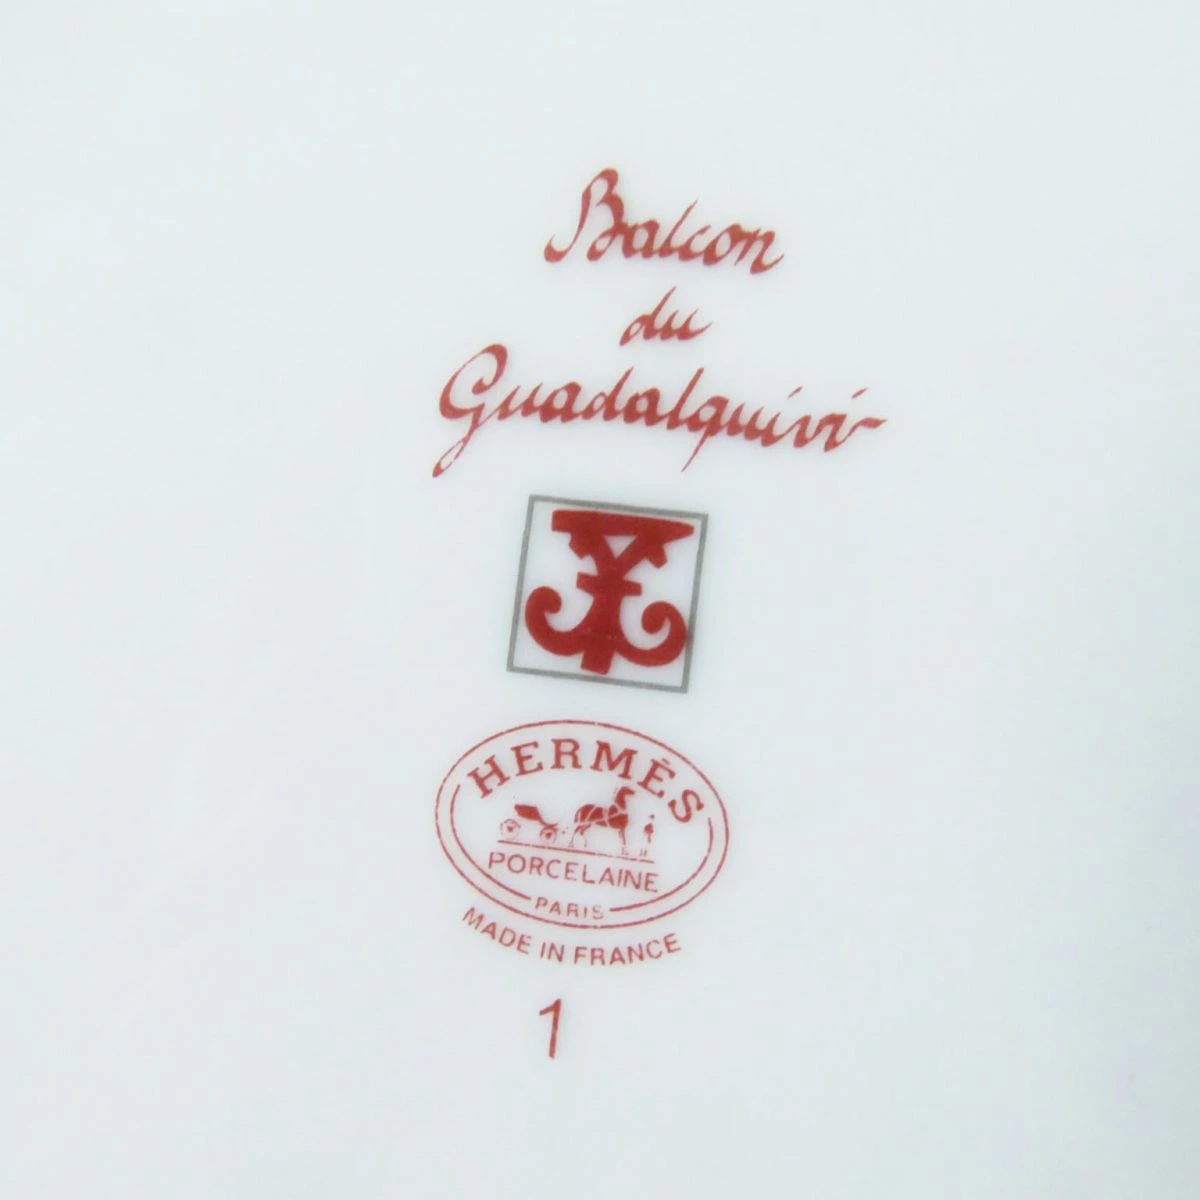 Balcon
du
Guadalquivir
HERMÈS
PORCELAINE
PARIS
MADE IN FRANCE
1